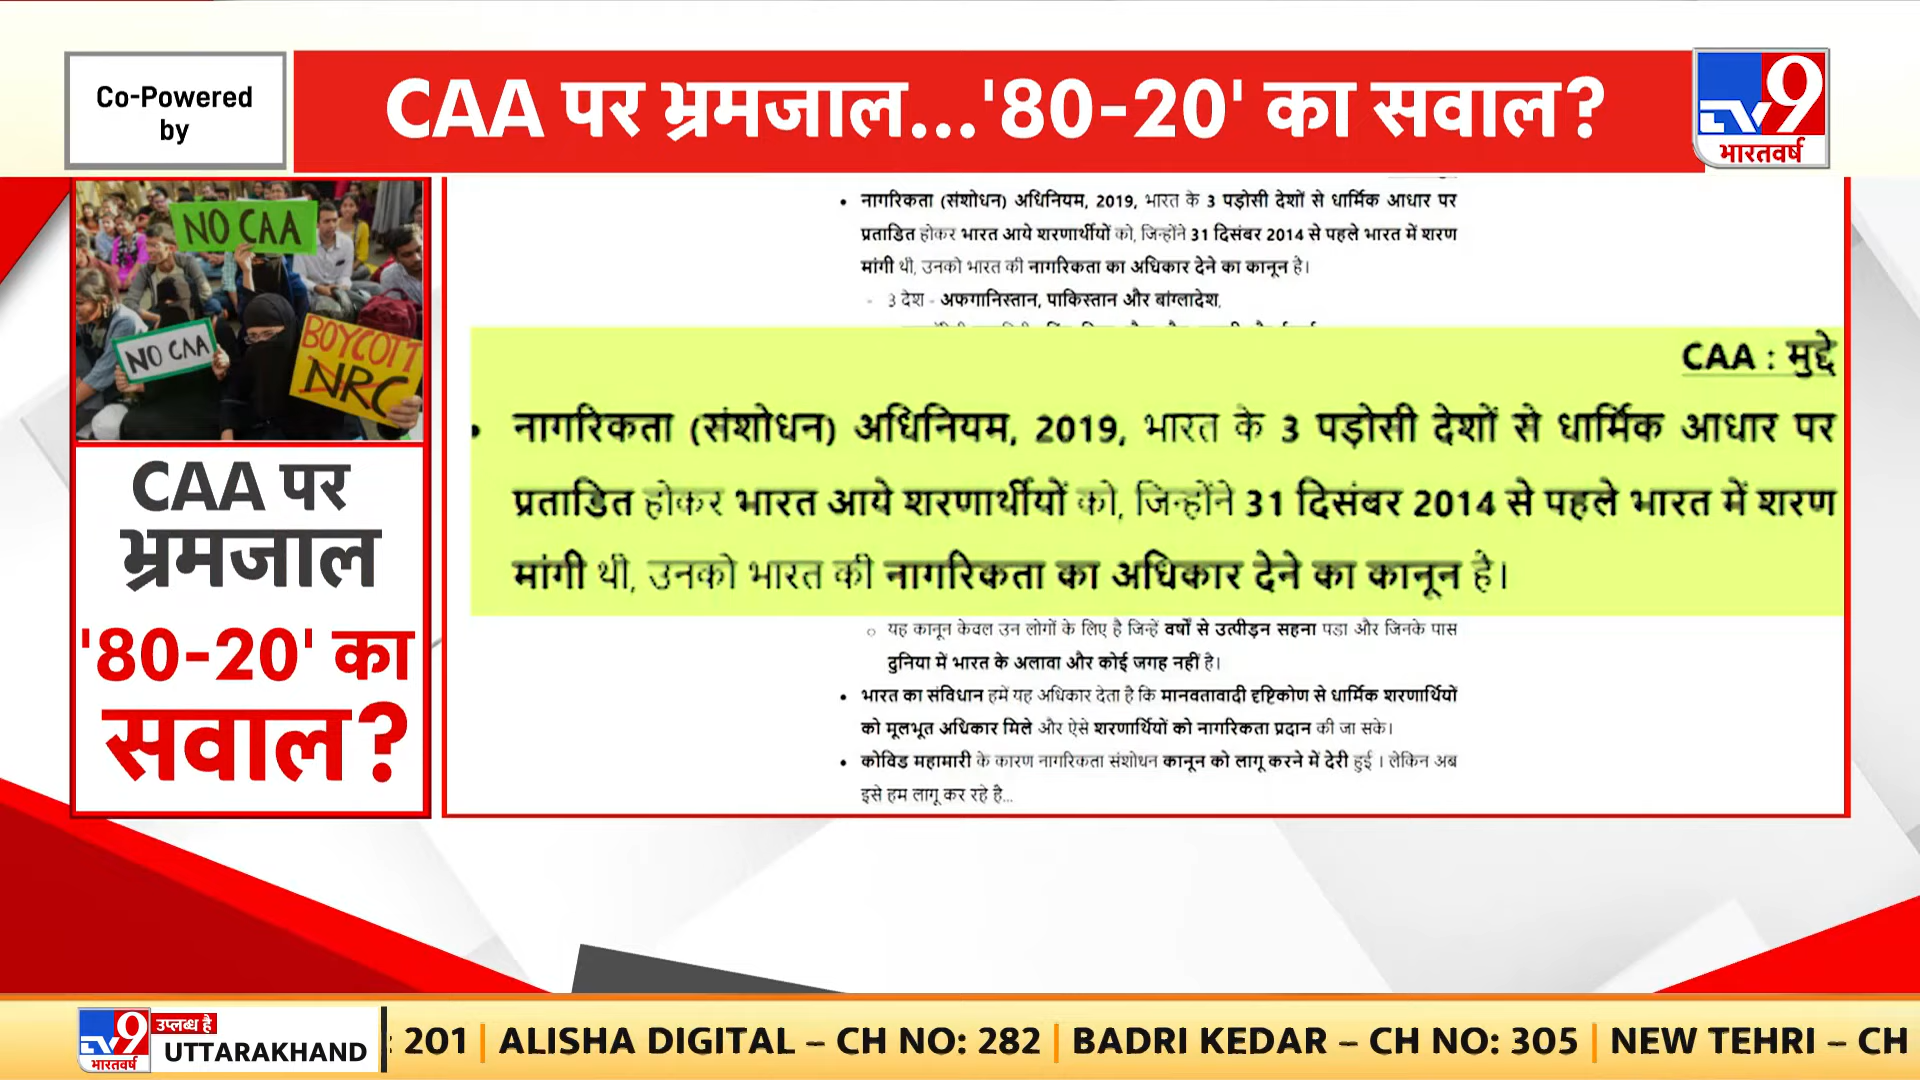 Co-Powered
by
CAA पर भ्रमजाल...'80-20' का सवाल?
TV9
भारतवर्ष
NO CAA
NO CAA
BOYCOTT
NRC
CAA पर
भ्रमजाल
'80-20' का
सवाल?
• नागरिकता (संशोधन) अधिनियम, 2019, भारत के 3 पड़ोसी देशों से धार्मिक आधार पर
प्रताडित होकर भारत आये शरणार्थीयों को, जिन्होंने 31 दिसंबर 2014 से पहले भारत में शरण
मांगी थी, उनको भारत की नागरिकता का अधिकार देने का कानून है।
- 3 देश - अफगानिस्तान, पाकिस्तान और बांग्लादेश,
CAA : मुद्दे
• नागरिकता (संशोधन) अधिनियम, 2019, भारत के 3 पड़ोसी देशों से धार्मिक आधार पर
प्रताडित होकर भारत आये शरणार्थीयों को, जिन्होंने 31 दिसंबर 2014 से पहले भारत में शरण
मांगी थी, उनको भारत की नागरिकता का अधिकार देने का कानून है।
○ यह कानून केवल उन लोगों के लिए है जिन्हें वर्षों से उत्पीड़न सहना पडा और जिनके पास
दुनिया में भारत के अलावा और कोई जगह नहीं है।
• भारत का संविधान हमें यह अधिकार देता है कि मानवतावादी दृष्टिकोण से धार्मिक शरणार्थियों
को मूलभूत अधिकार मिले और ऐसे शरणार्थियों को नागरिकता प्रदान की जा सके।
• कोविड महामारी के कारण नागरिकता संशोधन कानून को लागू करने में देरी हुई । लेकिन अब
इसे हम लागू कर रहे है...
TV9
भारतवर्ष
उप्लब्ध है
UTTARAKHAND
: 201 | ALISHA DIGITAL – CH NO: 282 | BADRI KEDAR – CH NO: 305 | NEW TEHRI – CH